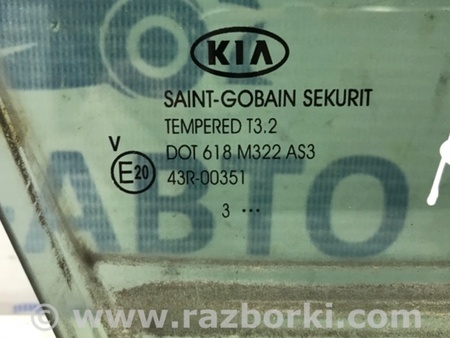 KIA
SAINT-GOBAIN SEKURIT
TEMPERED T3.2
DOT 618 M322 AS3
V
E20
43R-00351
3 ...
-АВТО
www.razborki.com